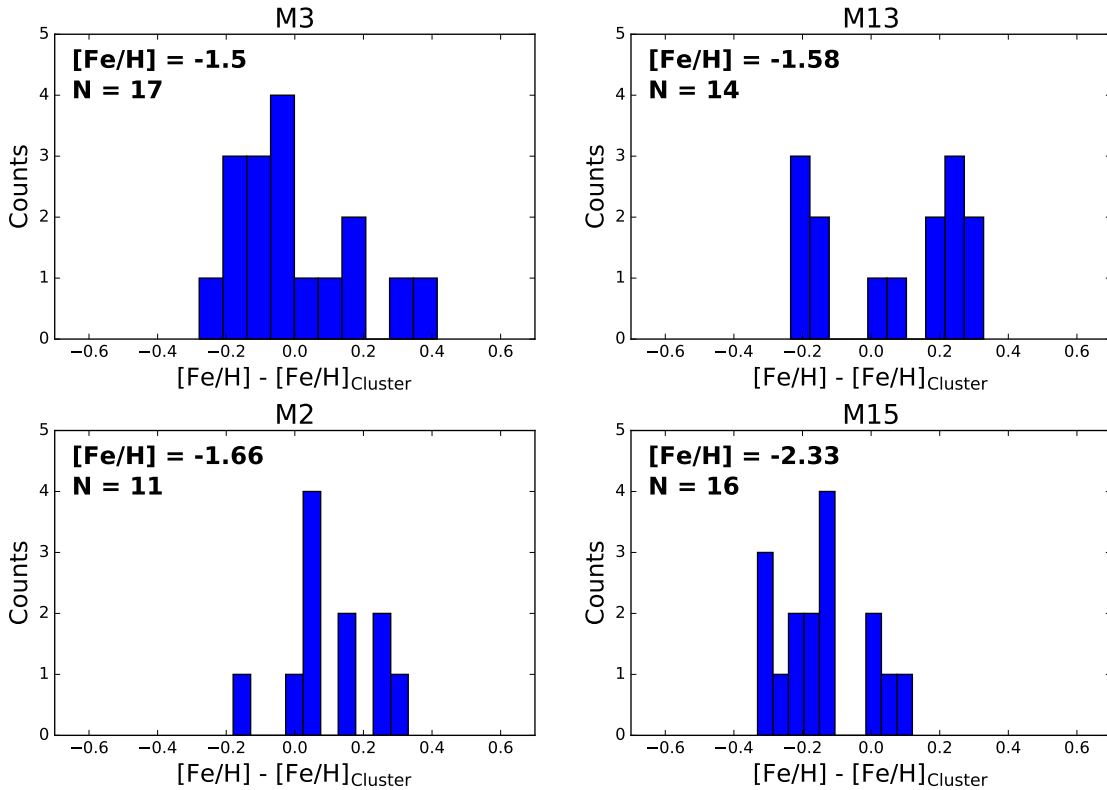 M3
[Fe/H] = -1.5
N = 17
Counts
5
4
3
2
1
0
−0.6 −0.4 −0.2 0.0 0.2 0.4 0.6
[Fe/H] - [Fe/H]Cluster
M13
[Fe/H] = -1.58
N = 14
Counts
5
4
3
2
1
0
−0.6 −0.4 −0.2 0.0 0.2 0.4 0.6
[Fe/H] - [Fe/H]Cluster
M2
[Fe/H] = -1.66
N = 11
Counts
5
4
3
2
1
0
−0.6 −0.4 −0.2 0.0 0.2 0.4 0.6
[Fe/H] - [Fe/H]Cluster
M15
[Fe/H] = -2.33
N = 16
Counts
5
4
3
2
1
0
−0.6 −0.4 −0.2 0.0 0.2 0.4 0.6
[Fe/H] - [Fe/H]Cluster